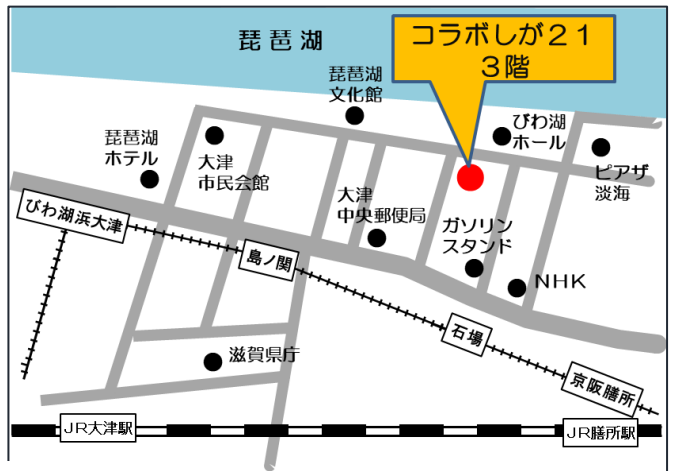 琵琶湖
コラボしが２１
３階
琵琶湖
文化館
びわ湖
ホール
琵琶湖
ホテル
大津
市民会館
ピアザ
淡海
大津
中央郵便局
ガソリン
スタンド
びわ湖浜大津
島ノ関
NHK
石場
滋賀県庁
京阪膳所
JR大津駅
JR膳所駅